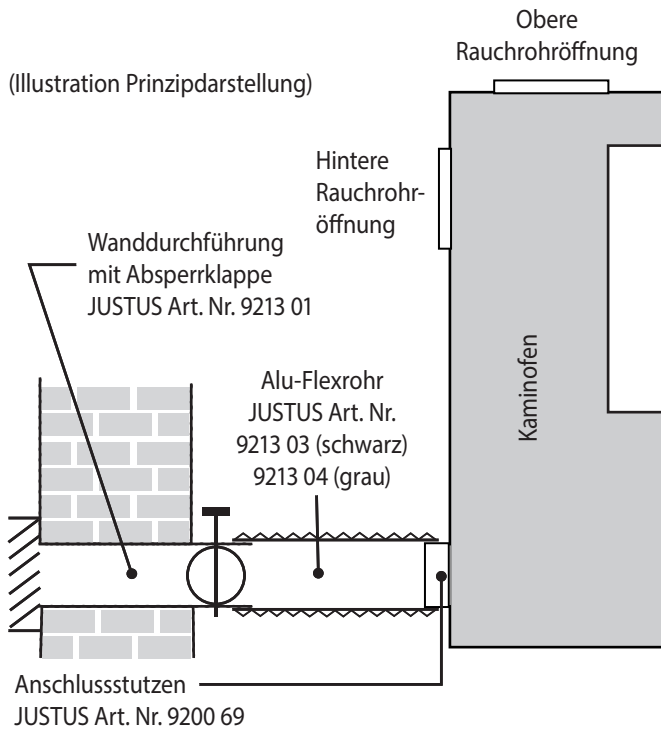 Obere
Rauchrohröffnung
(Illustration Prinzipdarstellung)
Hintere
Rauchrohr-
öffnung
Wanddurchführung
mit Absperrklappe
JUSTUS Art. Nr. 9213 01
Alu-Flexrohr
JUSTUS Art. Nr.
9213 03 (schwarz)
9213 04 (grau)
Kaminofen
Anschlussstutzen
JUSTUS Art. Nr. 9200 69